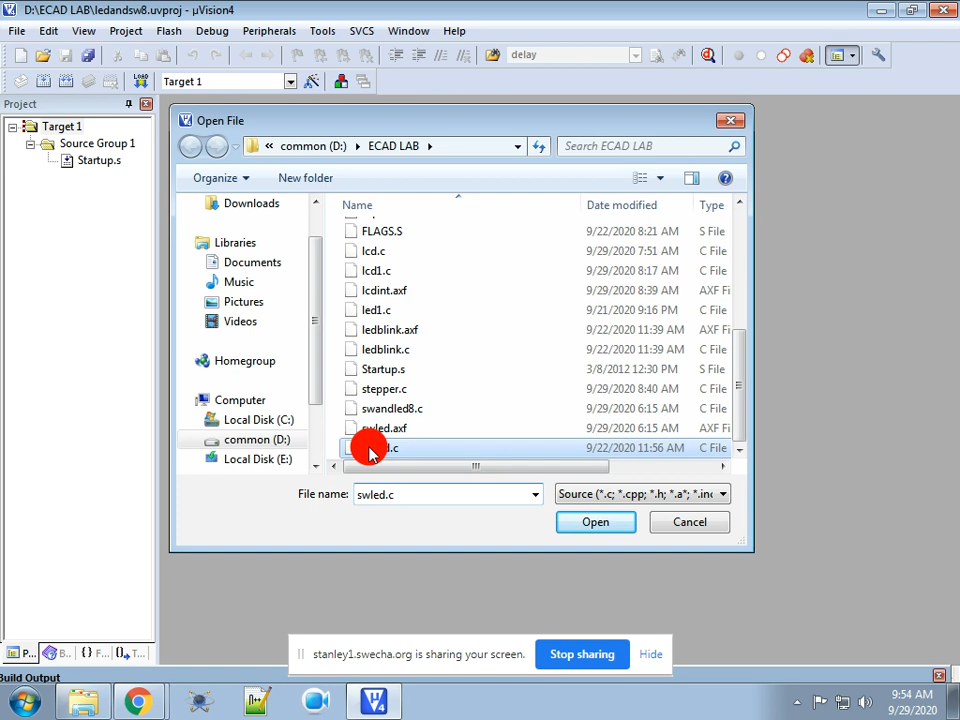 D:\ECAD LAB\ledandsw8.uvproj - µVision4
File Edit View Project Flash Debug Peripherals Tools SVCS Window Help
delay
LOAD
Target 1
Project
Target 1
Source Group 1
Startup.s
Open File
« common (D:) ▸ ECAD LAB ▸
Search ECAD LAB
Organize New folder
Name Date modified Type
Downloads
Libraries
Documents
Music
Pictures
Videos
Homegroup
Computer
Local Disk (C:)
common (D:)
Local Disk (E:)
FLAGS.S 9/22/2020 8:21 AM S File
lcd.c 9/29/2020 7:51 AM C File
lcd1.c 9/29/2020 8:17 AM C File
lcdint.axf 9/29/2020 8:39 AM AXF Fi
led1.c 9/21/2020 9:16 PM C File
ledblink.axf 9/22/2020 11:39 AM AXF Fi
ledblink.c 9/22/2020 11:39 AM C File
Startup.s 3/8/2012 12:30 PM S File
stepper.c 9/29/2020 8:40 AM C File
swandled8.c 9/29/2020 6:15 AM C File
swled.axf 9/29/2020 6:15 AM AXF Fi
d.c 9/22/2020 11:56 AM C File
File name: swled.c
Source (*.c; *.cpp; *.h; *.a*; *.inc
Open Cancel
stanley1.swecha.org is sharing your screen. Stop sharing Hide
P... B... {} F... T...
Build Output
9:54 AM
9/29/2020